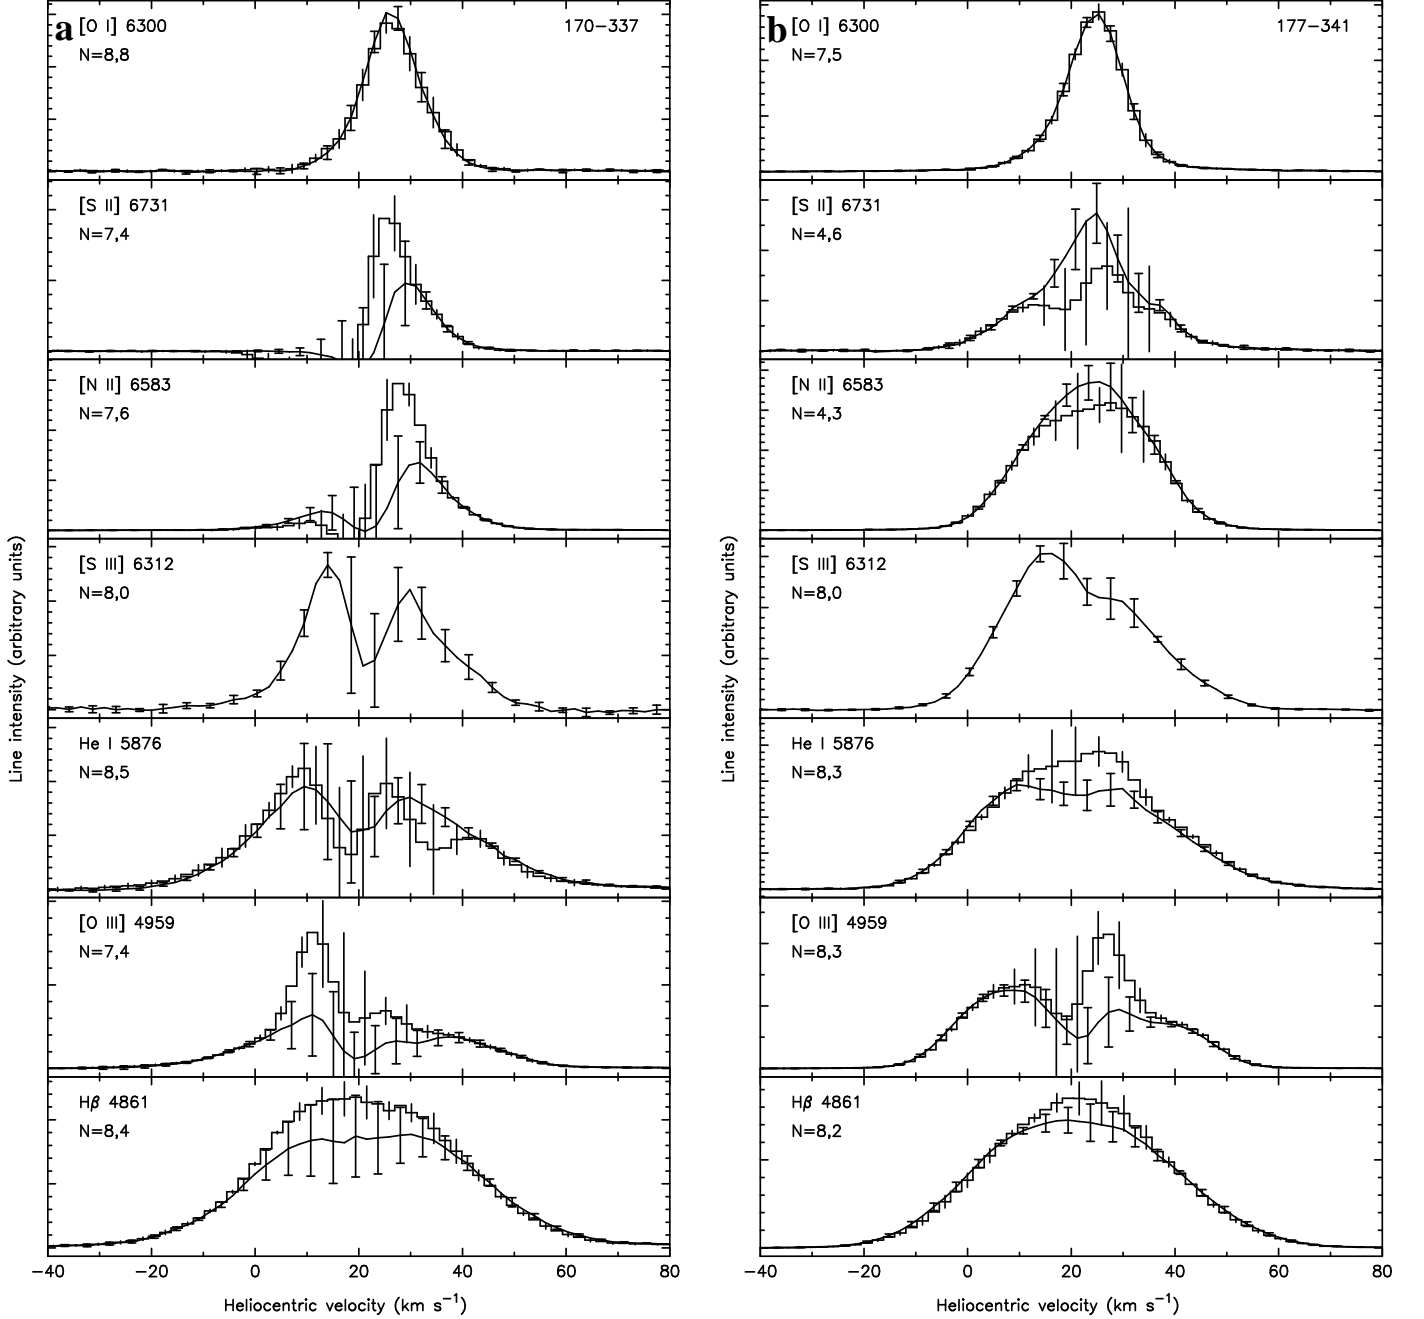 a [O I] 6300 170−337
N=8,8
[S II] 6731
N=7,4
[N II] 6583
N=7,6
[S III] 6312
N=8,0
He I 5876
N=8,5
[O III] 4959
N=7,4
Hβ 4861
N=8,4
−40 −20 0 20 40 60 80
Heliocentric velocity (km s⁻¹)
Line intensity (arbitrary units)
b [O I] 6300 177−341
N=7,5
[S II] 6731
N=4,6
[N II] 6583
N=4,3
[S III] 6312
N=8,0
He I 5876
N=8,3
[O III] 4959
N=8,3
Hβ 4861
N=8,2
−40 −20 0 20 40 60 80
Heliocentric velocity (km s⁻¹)
Line intensity (arbitrary units)